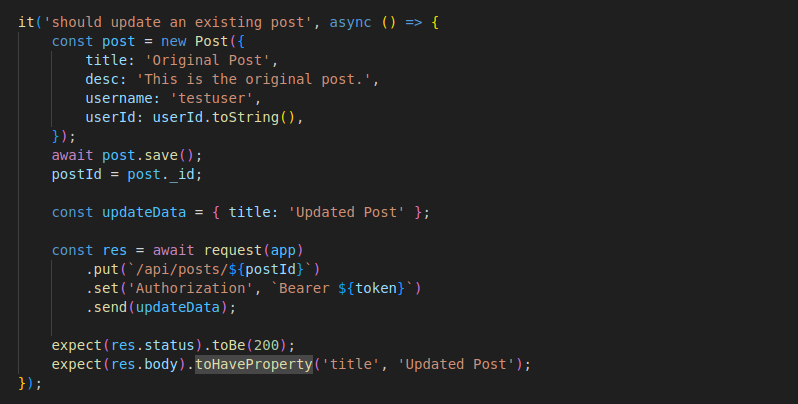 it('should update an existing post', async () => {
    const post = new Post({
        title: 'Original Post',
        desc: 'This is the original post.',
        username: 'testuser',
        userId: userId.toString(),
    });
    await post.save();
    postId = post._id;

    const updateData = { title: 'Updated Post' };

    const res = await request(app)
        .put(`/api/posts/${postId}`)
        .set('Authorization', `Bearer ${token}`)
        .send(updateData);

    expect(res.status).toBe(200);
    expect(res.body).toHaveProperty('title', 'Updated Post');
});